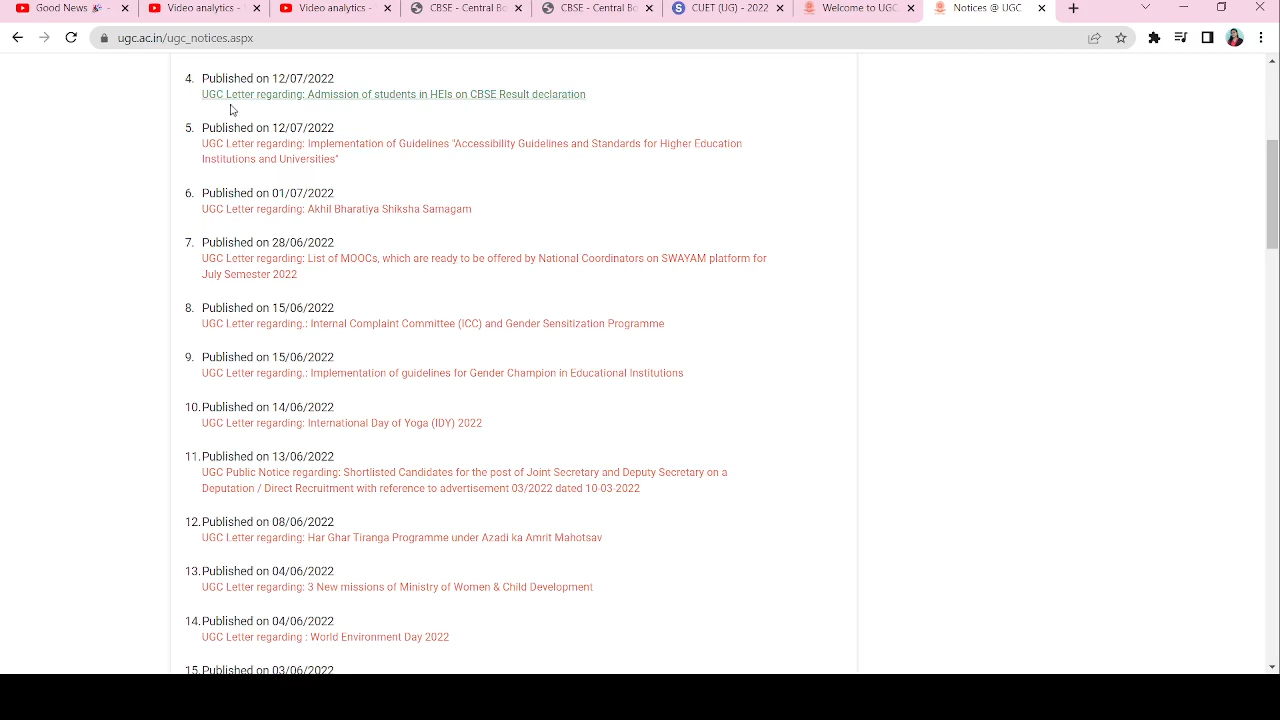 Good News 🎉 -
Video analytics -
Video analytics -
CBSE - Central Bo
CBSE - Central Bo
CUET (UG) - 2022
Welcome to UGC
Notices @ UGC
ugc.ac.in/ugc_notices.aspx
4. Published on 12/07/2022
UGC Letter regarding: Admission of students in HEIs on CBSE Result declaration
5. Published on 12/07/2022
UGC Letter regarding: Implementation of Guidelines "Accessibility Guidelines and Standards for Higher Education
Institutions and Universities"
6. Published on 01/07/2022
UGC Letter regarding: Akhil Bharatiya Shiksha Samagam
7. Published on 28/06/2022
UGC Letter regarding: List of MOOCs, which are ready to be offered by National Coordinators on SWAYAM platform for
July Semester 2022
8. Published on 15/06/2022
UGC Letter regarding.: Internal Complaint Committee (ICC) and Gender Sensitization Programme
9. Published on 15/06/2022
UGC Letter regarding.: Implementation of guidelines for Gender Champion in Educational Institutions
10. Published on 14/06/2022
UGC Letter regarding: International Day of Yoga (IDY) 2022
11. Published on 13/06/2022
UGC Public Notice regarding: Shortlisted Candidates for the post of Joint Secretary and Deputy Secretary on a
Deputation / Direct Recruitment with reference to advertisement 03/2022 dated 10-03-2022
12. Published on 08/06/2022
UGC Letter regarding: Har Ghar Tiranga Programme under Azadi ka Amrit Mahotsav
13. Published on 04/06/2022
UGC Letter regarding: 3 New missions of Ministry of Women & Child Development
14. Published on 04/06/2022
UGC Letter regarding : World Environment Day 2022
15. Published on 03/06/2022